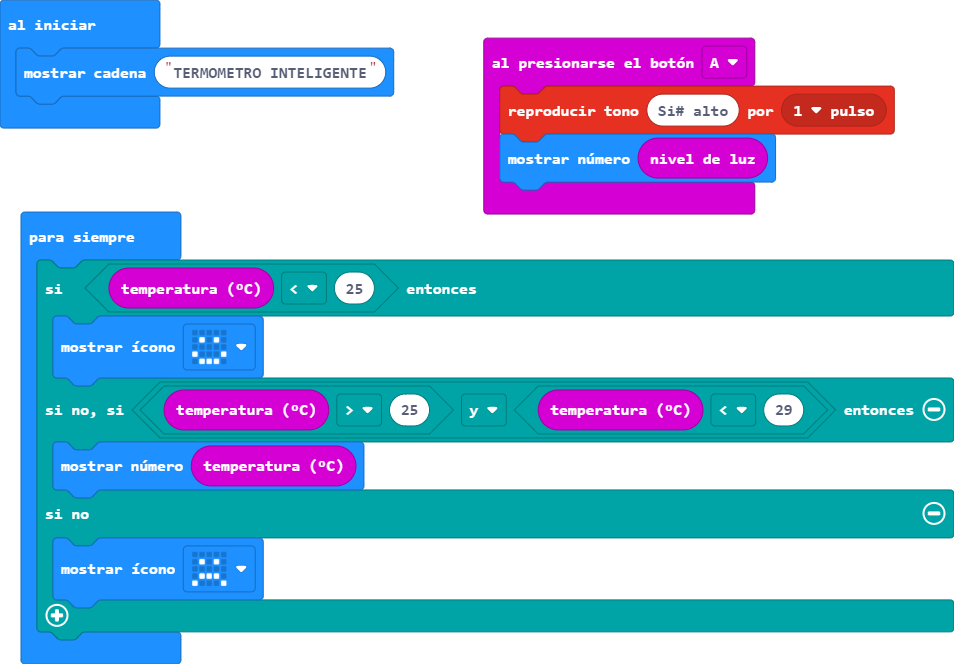 al iniciar
mostrar cadena "TERMOMETRO INTELIGENTE"
al presionarse el botón A
reproducir tono Si# alto por 1 pulso
mostrar número nivel de luz
para siempre
si temperatura (ºC) < 25 entonces
mostrar ícono
si no, si temperatura (ºC) > 25 y temperatura (ºC) < 29 entonces
mostrar número temperatura (ºC)
si no
mostrar ícono